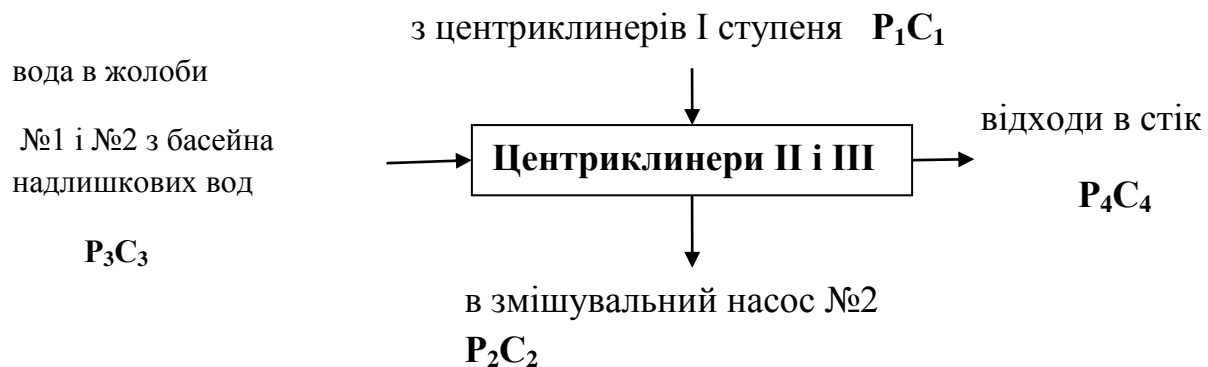 з центриклинерів І ступеня P₁C₁
вода в жолоби
№1 і №2 з басейна
надлишкових вод
P₃C₃
Центриклинери ІІ і ІІІ
відходи в стік
P₄C₄
в змішувальний насос №2
P₂C₂